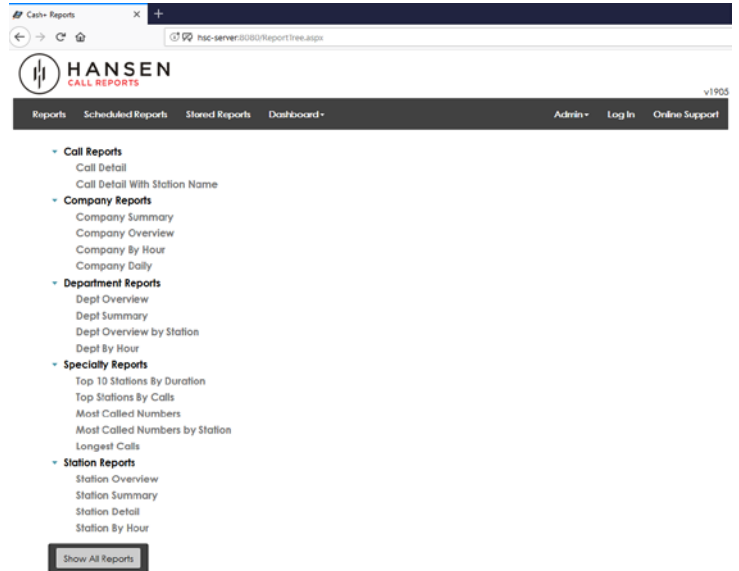 Cash+ Reports
hsc-server:8080/ReportTree.aspx
HANSEN
CALL REPORTS
v1905
Reports Scheduled Reports Stored Reports Dashboard Admin Log In Online Support
Call Reports
Call Detail
Call Detail With Station Name
Company Reports
Company Summary
Company Overview
Company By Hour
Company Daily
Department Reports
Dept Overview
Dept Summary
Dept Overview by Station
Dept By Hour
Specialty Reports
Top 10 Stations By Duration
Top Stations By Calls
Most Called Numbers
Most Called Numbers by Station
Longest Calls
Station Reports
Station Overview
Station Summary
Station Detail
Station By Hour
Show All Reports